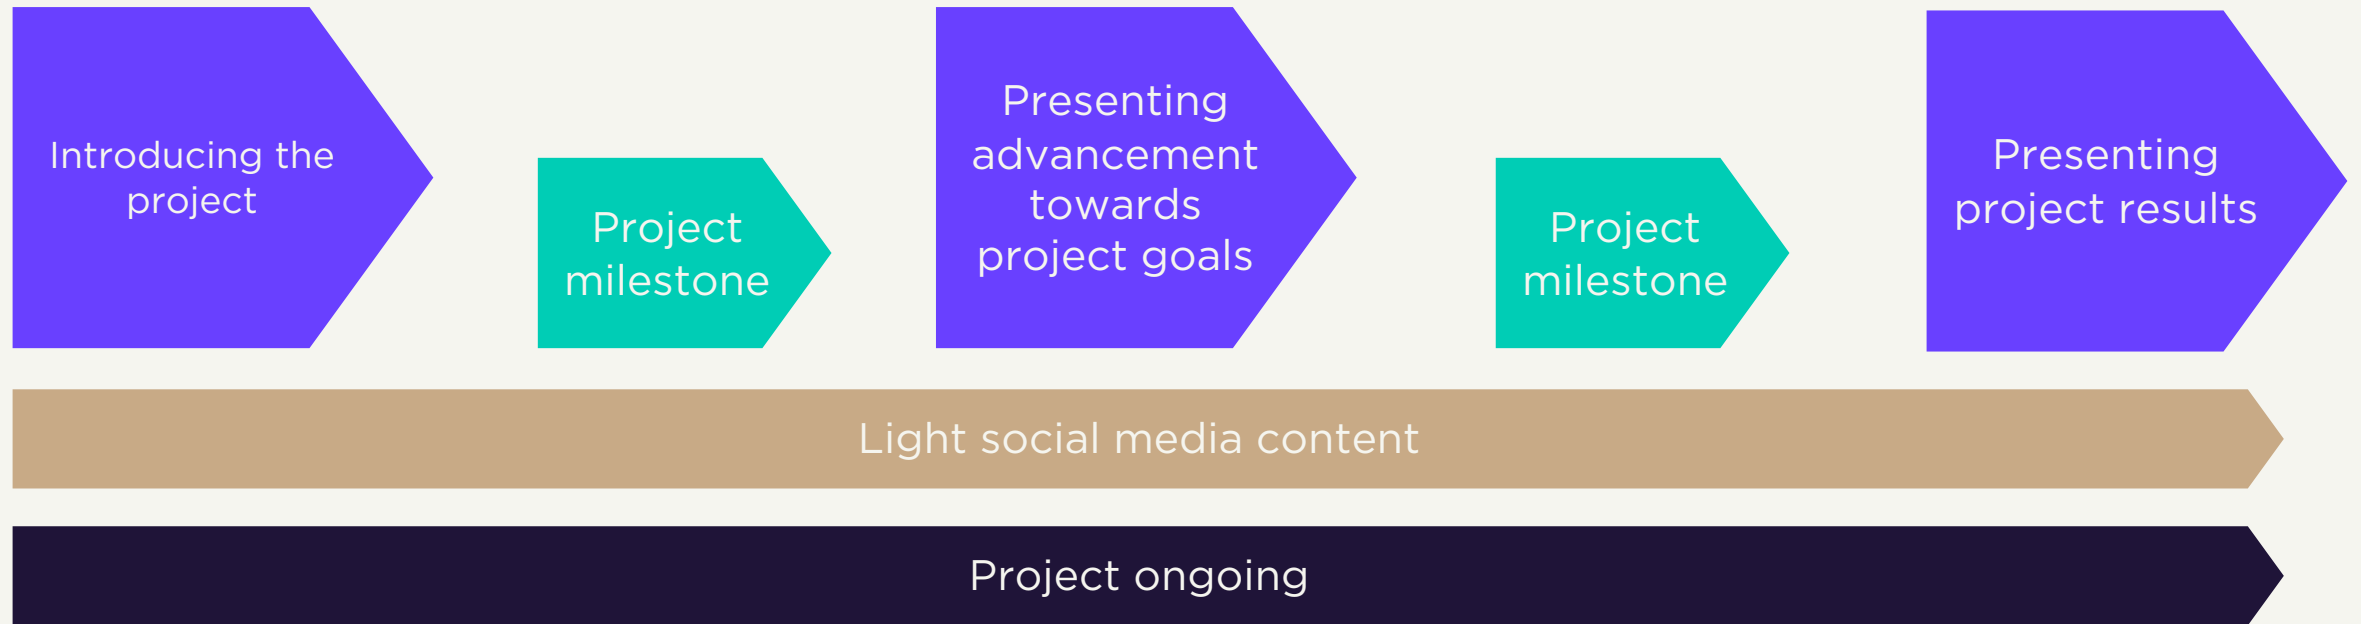 Introducing the
project
Project
milestone
Presenting
advancement
towards
project goals
Project
milestone
Presenting
project results
Light social media content
Project ongoing